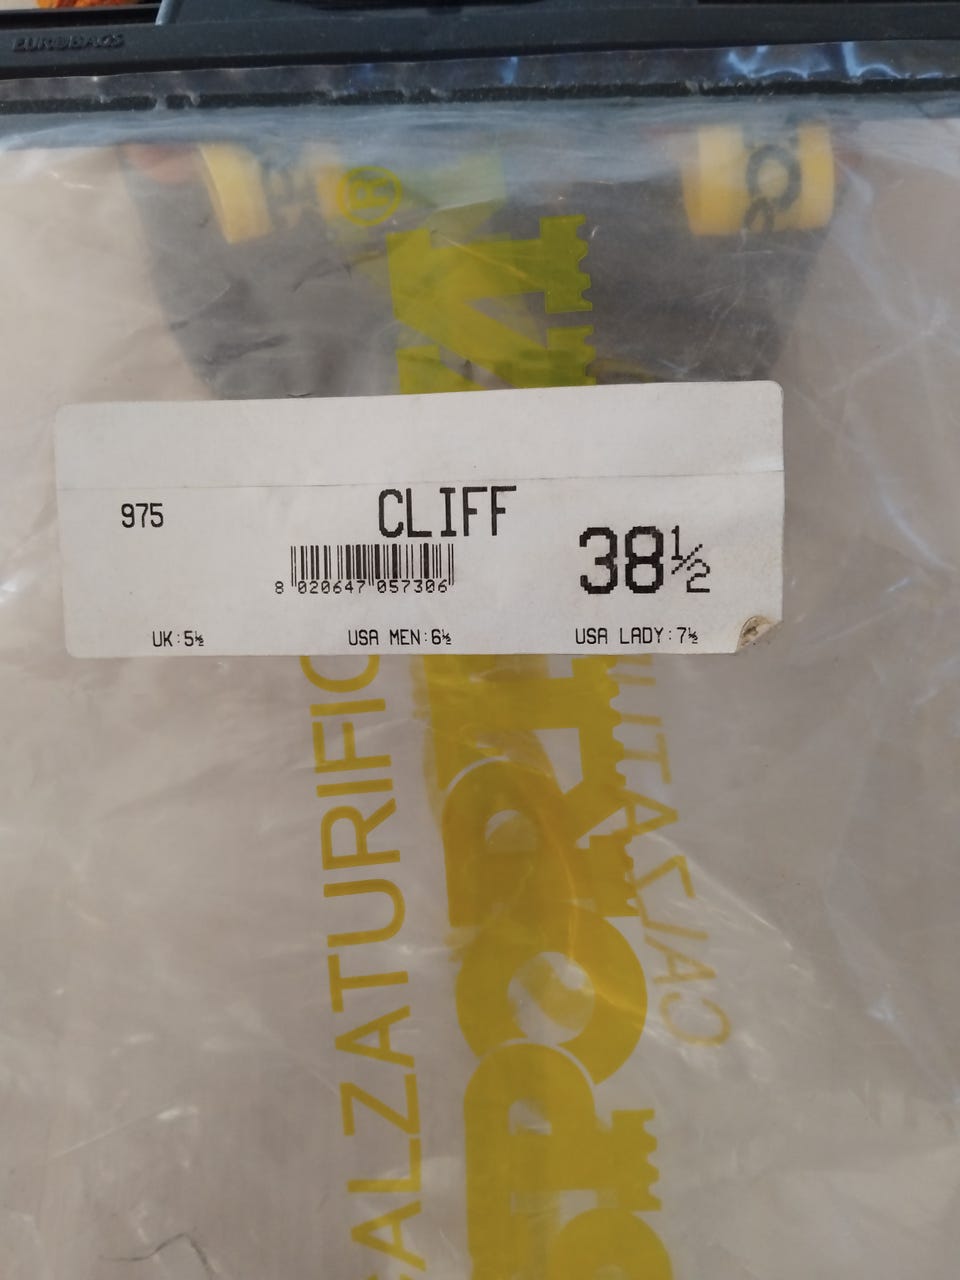 EUROBAGS
®
975
CLIFF
38½
8 020647 057306
UK:5½
USA MEN:6½
USA LADY:7½
CALZATURIFIC